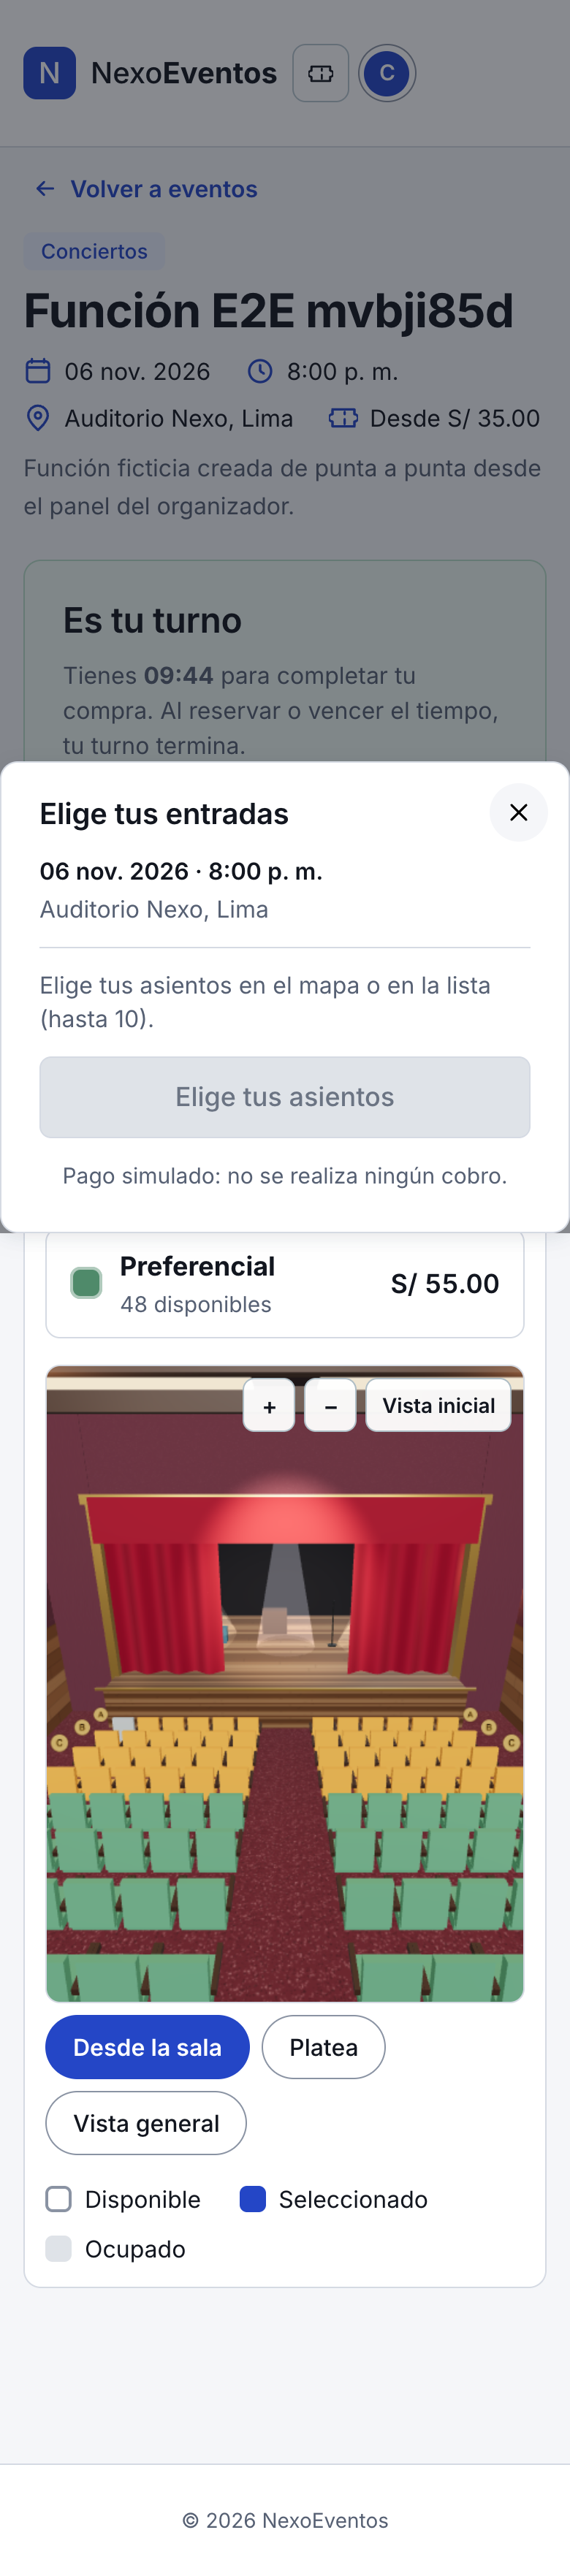 N NexoEventos C
Volver a eventos
Conciertos
Función E2E mvbji85d
06 nov. 2026 8:00 p. m.
Auditorio Nexo, Lima Desde S/ 35.00
Función ficticia creada de punta a punta desde
el panel del organizador.
Es tu turno
Tienes 09:44 para completar tu
compra. Al reservar o vencer el tiempo,
tu turno termina.
Elige tus entradas
06 nov. 2026 · 8:00 p. m.
Auditorio Nexo, Lima
Elige tus asientos en el mapa o en la lista
(hasta 10).
Elige tus asientos
Pago simulado: no se realiza ningún cobro.
Preferencial
48 disponibles
S/ 55.00
+ − Vista inicial
A A
B B
C C
Desde la sala Platea
Vista general
Disponible Seleccionado
Ocupado
© 2026 NexoEventos